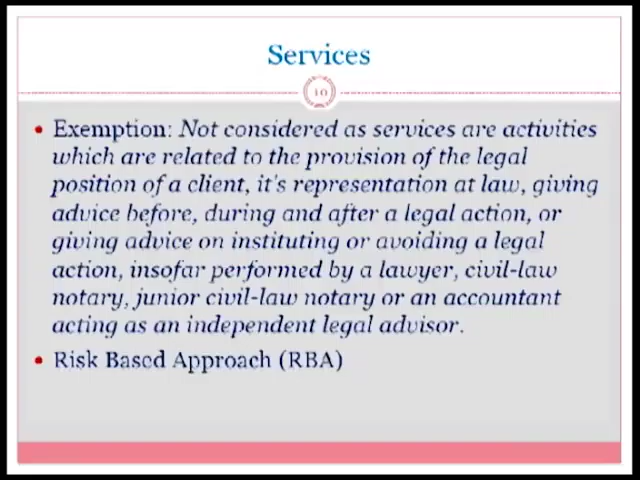 Services
10
• Exemption: Not considered as services are activities
which are related to the provision of the legal
position of a client, it's representation at law, giving
advice before, during and after a legal action, or
giving advice on instituting or avoiding a legal
action, insofar performed by a lawyer, civil-law
notary, junior civil-law notary or an accountant
acting as an independent legal advisor.
• Risk Based Approach (RBA)